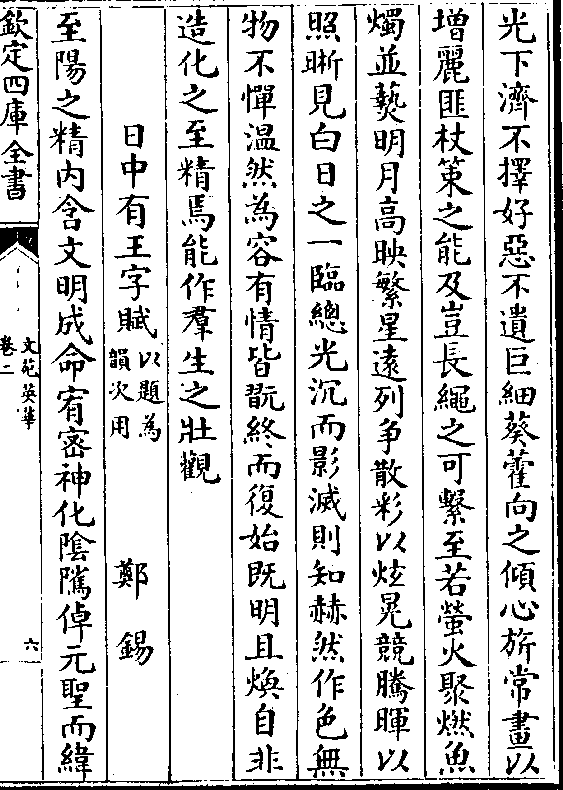 光下濟不擇好惡不遺巨細葵藿向之傾心旂常畫以
增麗匪杖策之能及豈長繩之可繫至若螢火聚燃魚
燭並爇明月高映繁星遠列争散彩以炫晃競騰暉以
照晰見白日之一臨總光沉而影滅則知赫然作色無
物不憚温然為容有情皆翫終而復始既明且煥自非
造化之至精焉能作羣生之壯觀
日中有王字賦以題為韻次用 鄭錫
至陽之精内含文明成命宥密神化陰隲倬元聖而緯
欽定四庫全書
文苑英華
卷二
六